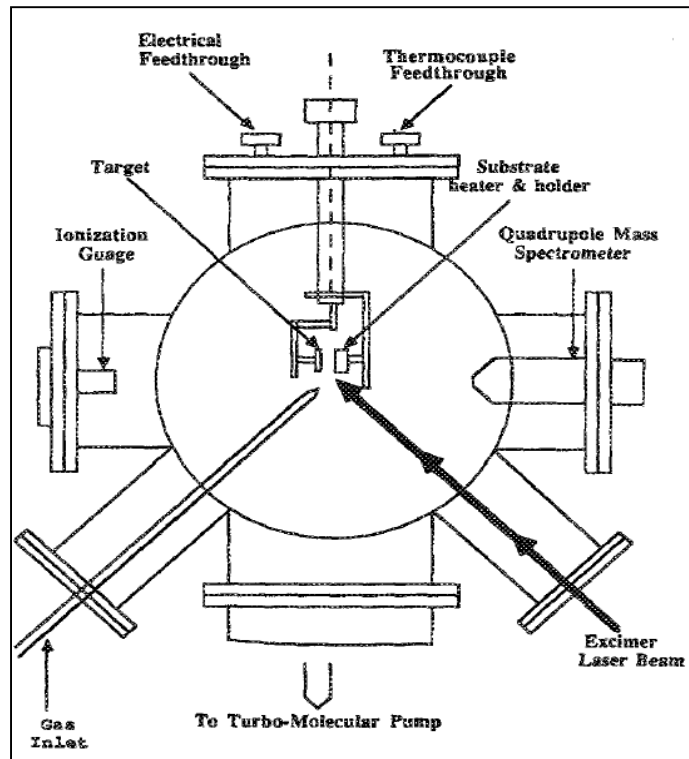 Electrical
Feedthrough
Thermocouple
Feedthrough
Target
Substrate
heater & holder
Ionization
Guage
Quadrupole Mass
Spectrometer
Excimer
Laser Beam
Gas
Inlet
To Turbo-Molecular Pump